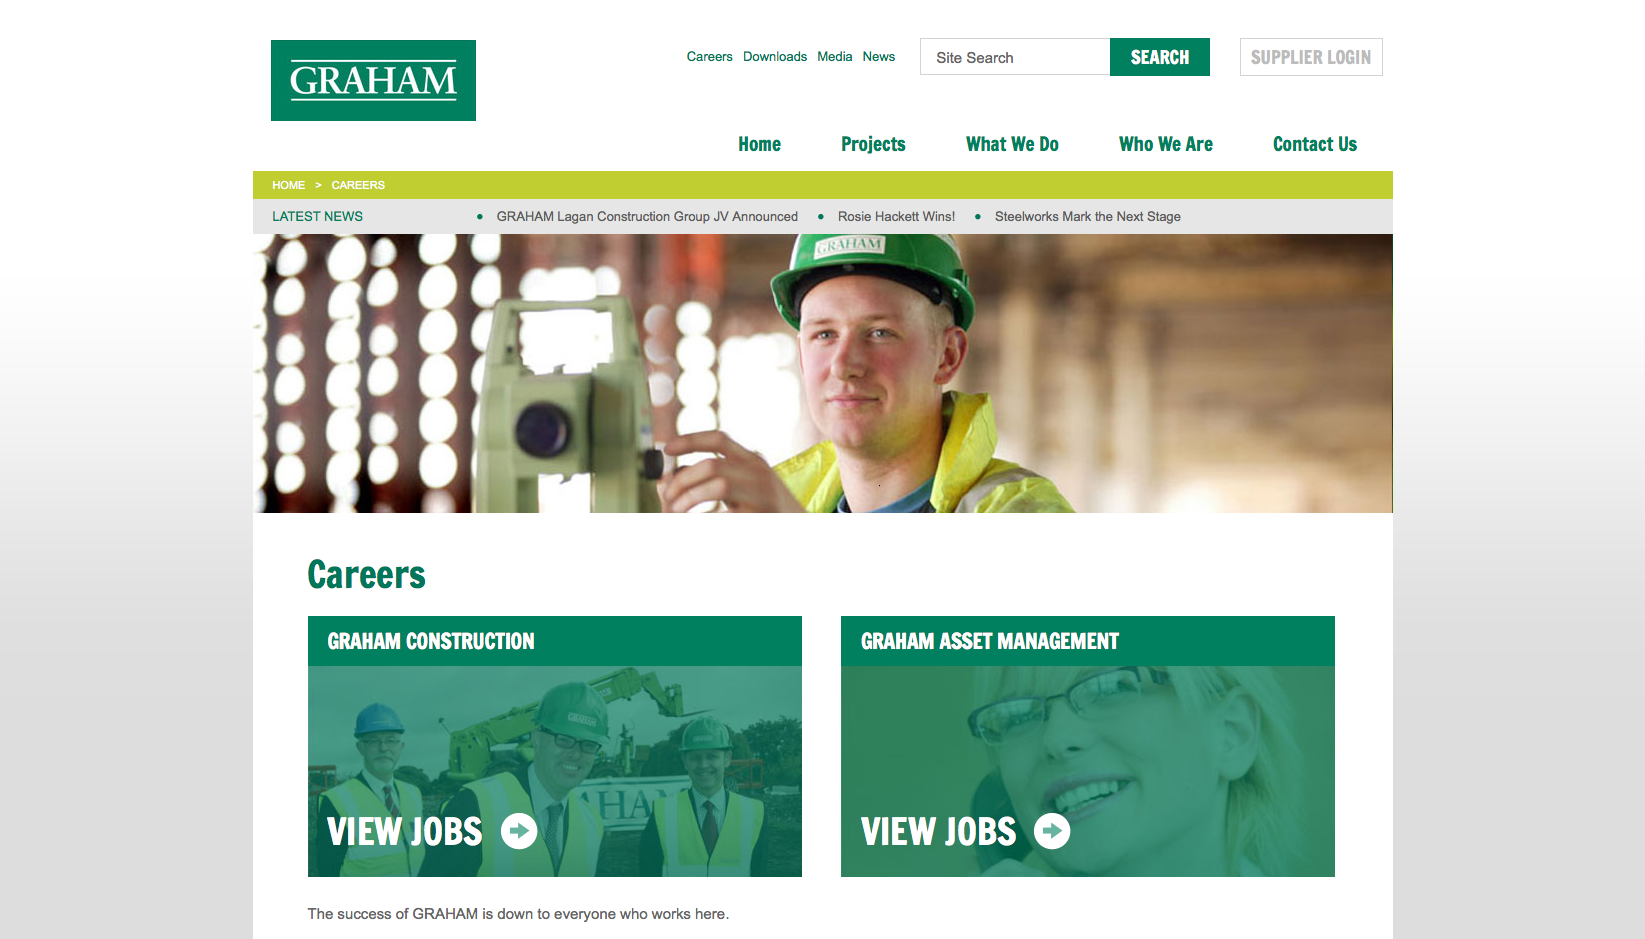 GRAHAM
Careers Downloads Media News
Site Search
SEARCH
SUPPLIER LOGIN
Home Projects What We Do Who We Are Contact Us
HOME > CAREERS
LATEST NEWS
• GRAHAM Lagan Construction Group JV Announced • Rosie Hackett Wins! • Steelworks Mark the Next Stage
GRAHAM
Careers
GRAHAM CONSTRUCTION
GRAHAM
AHA
VIEW JOBS
GRAHAM ASSET MANAGEMENT
VIEW JOBS
The success of GRAHAM is down to everyone who works here.